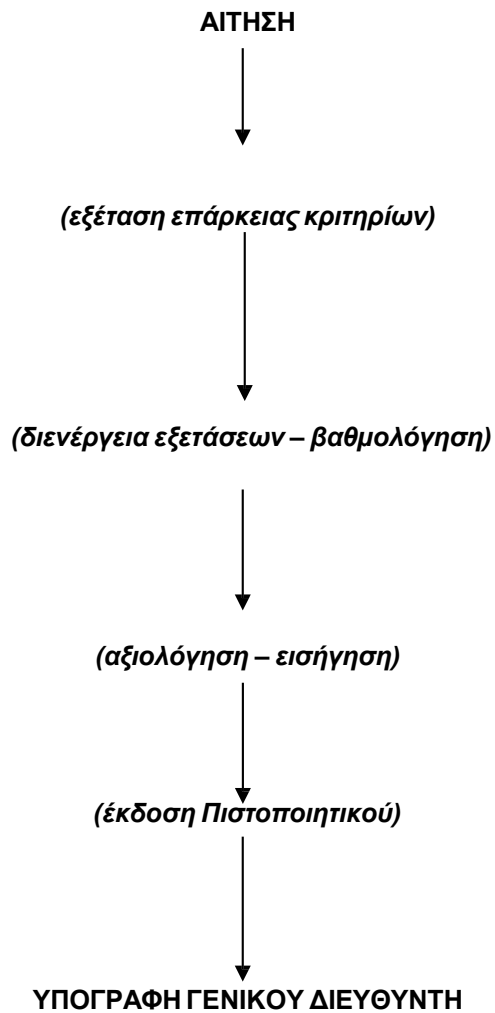 ΑΙΤΗΣΗ
(εξέταση επάρκειας κριτηρίων)
(διενέργεια εξετάσεων – βαθμολόγηση)
(αξιολόγηση – εισήγηση)
(έκδοση Πιστοποιητικού)
ΥΠΟΓΡΑΦΗ ΓΕΝΙΚΟΥ ΔΙΕΥΘΥΝΤΗ